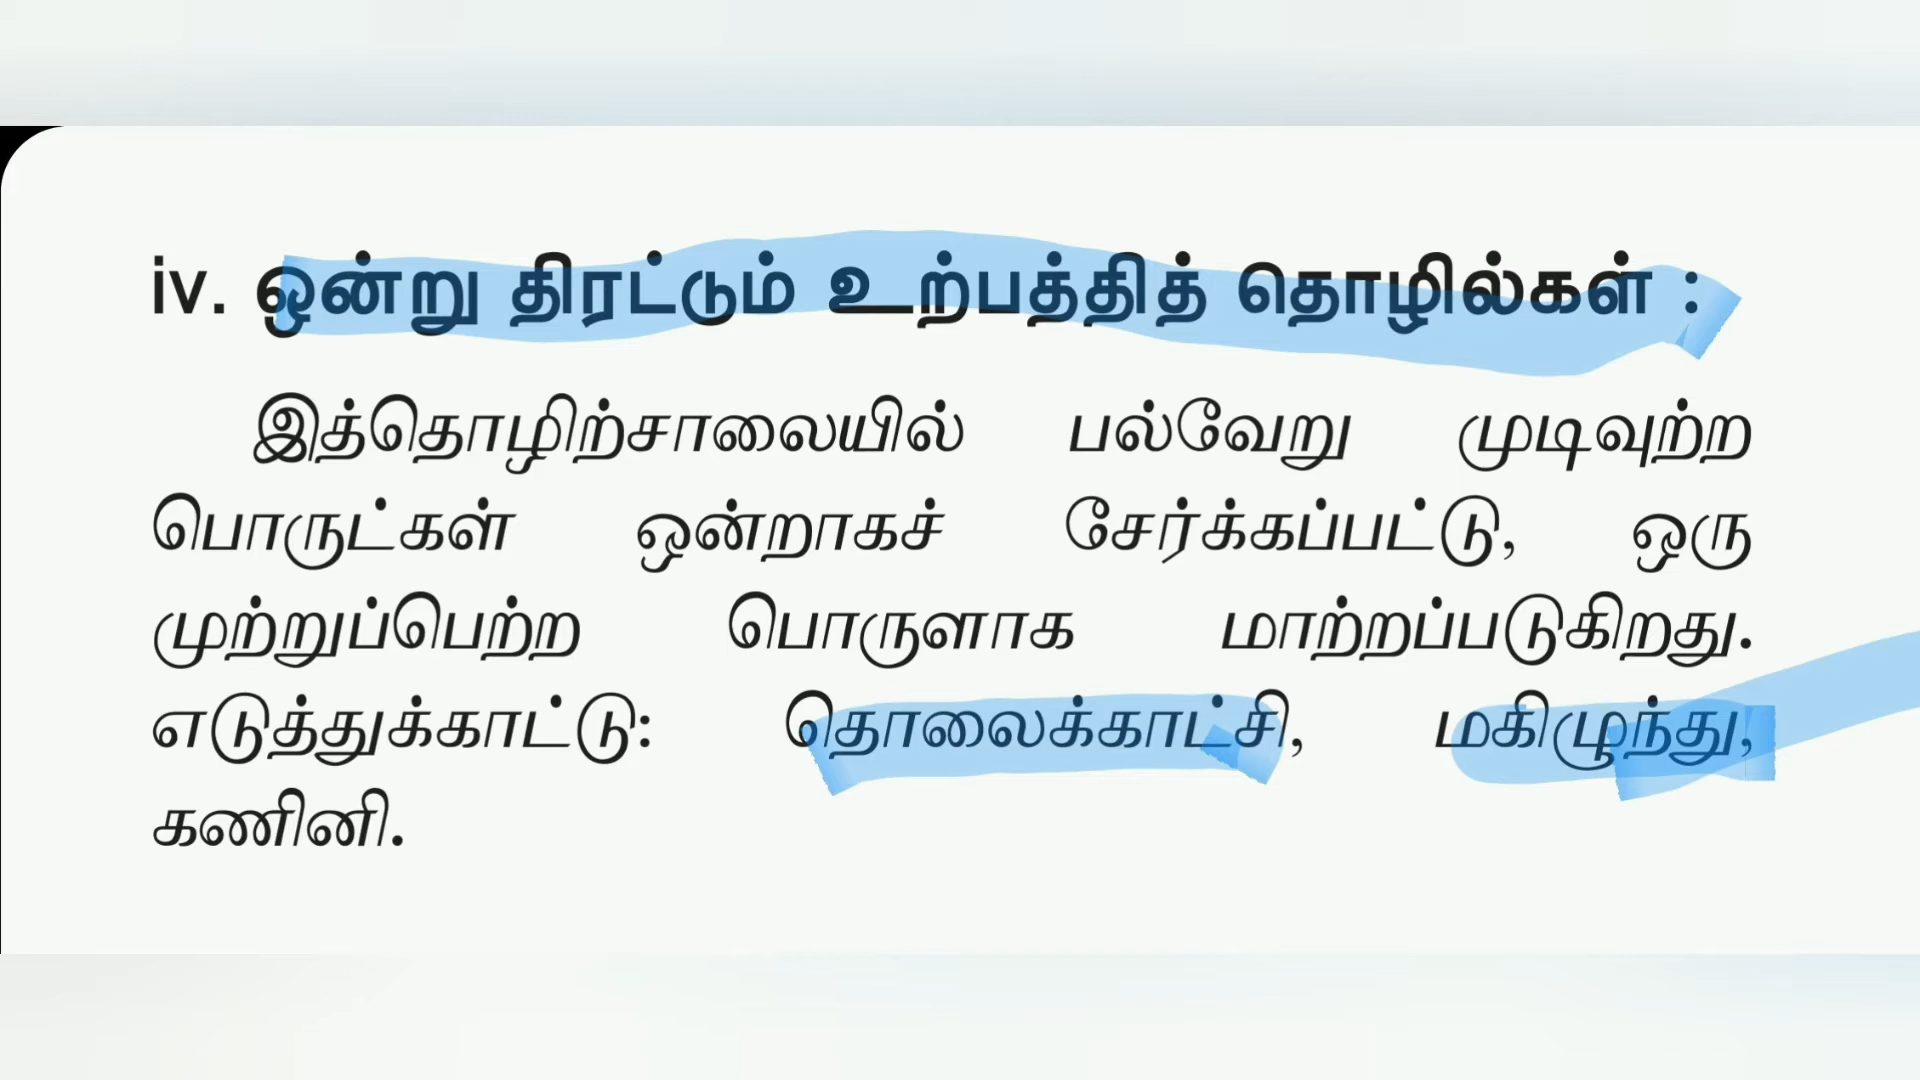 iv. ஒன்று திரட்டும் உற்பத்தித் தொழில்கள் :
இத்தொழிற்சாலையில் பல்வேறு முடிவுற்ற
பொருட்கள் ஒன்றாகச் சேர்க்கப்பட்டு, ஒரு
முற்றுப்பெற்ற பொருளாக மாற்றப்படுகிறது.
எடுத்துக்காட்டு: தொலைக்காட்சி, மகிழுந்து,
கணினி.